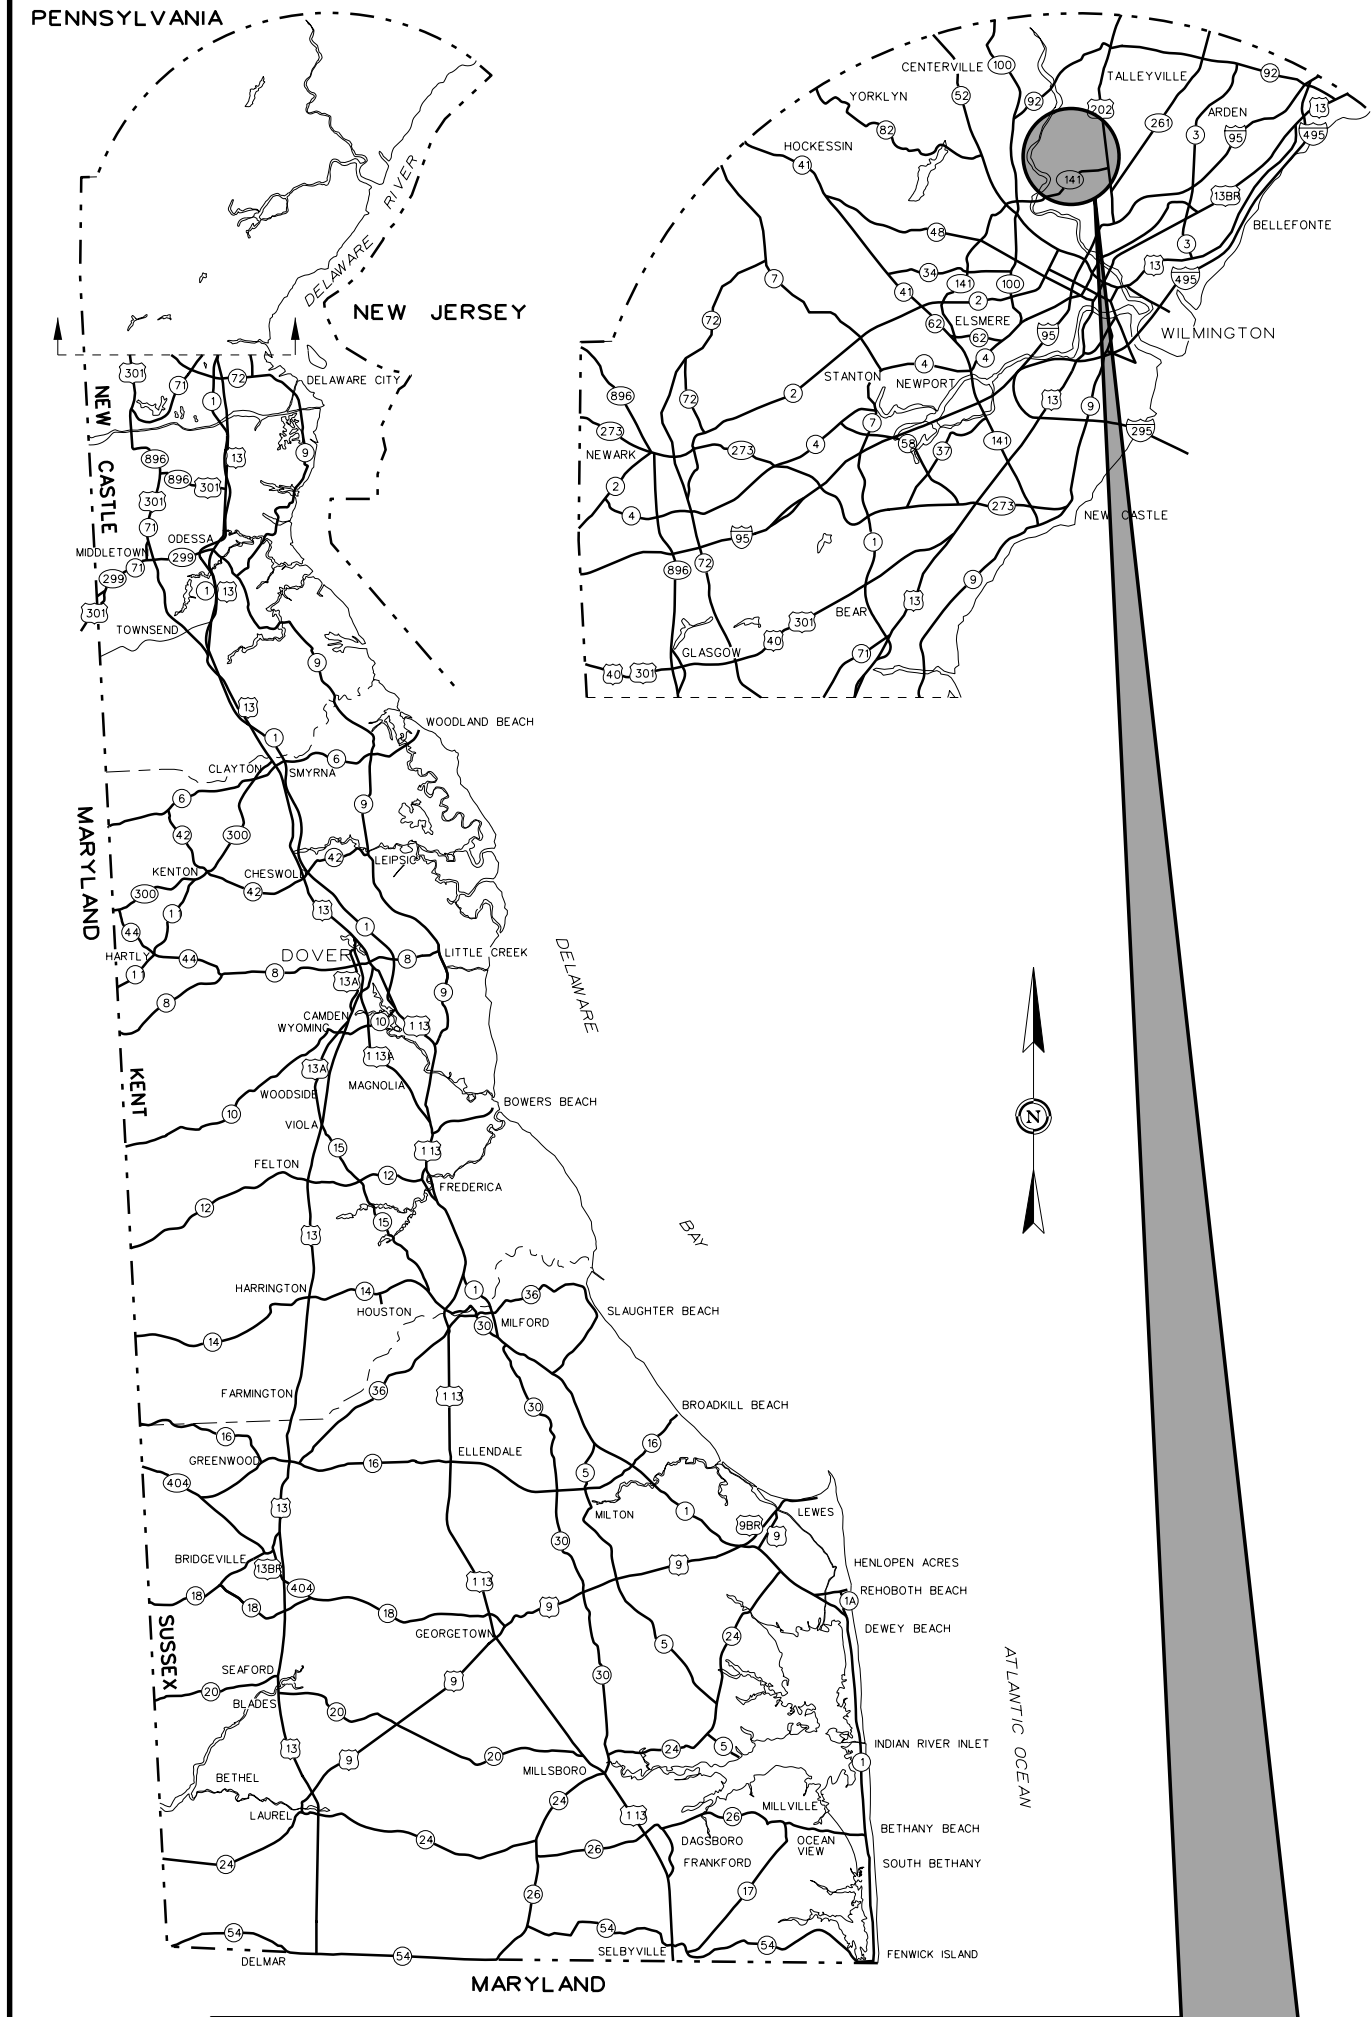 PENNSYLVANIA
DELAWARE RIVER
NEW JERSEY
301
71
1
72
DELAWARE CITY
NEW CASTLE
13
9
896
896
301
301
71
ODESSA
MIDDLETOWN
299
71
299
1
13
301
TOWNSEND
9
13
1
WOODLAND BEACH
CLAYTON
SMYRNA
6
6
9
MARYLAND
42
300
42
LEIPSIC
KENTON
CHESWOLD
300
42
11
13
1
44
HARTLY
44
DOVER
8
LITTLE CREEK
11
8
13A
9
8
CAMDEN
WYOMING
10
113
DELAWARE
113A
13A
KENT
MAGNOLIA
WOODSIDE
10
BOWERS BEACH
VIOLA
15
113
FELTON
12
FREDERICA
12
15
13
BAY
HARRINGTON
14
HOUSTON
1
36
SLAUGHTER BEACH
30
MILFORD
14
FARMINGTON
36
113
30
BROADKILL BEACH
16
GREENWOOD
16
ELLENDALE
16
404
5
13
MILTON
1
LEWES
9BR
9
30
BRIDGEVILLE
13BR
404
9
HENLOPEN ACRES
18
18
18
113
9
REHOBOTH BEACH
1A
DEWEY BEACH
SUSSEX
GEORGETOWN
5
24
SEAFORD
20
BLADES
9
30
20
ATLANTIC OCEAN
13
9
20
24
5
INDIAN RIVER INLET
1
BETHEL
MILLSBORO
LAUREL
24
113
MILLVILLE
26
BETHANY BEACH
24
24
26
DAGSBORO
OCEAN
VIEW
FRANKFORD
SOUTH BETHANY
26
17
54
54
54
54
SELBYVILLE
FENWICK ISLAND
DELMAR
MARYLAND
CENTERVILLE
100
TALLEYVILLE
92
YORKLYN
52
92
202
261
ARDEN
13
82
3
95
495
HOCKESSIN
41
141
13BR
BELLEFONTE
48
3
7
34
41
141
100
13
495
72
2
ELSMERE
62
62
95
WILMINGTON
4
4
STANTON
NEWPORT
896
72
2
13
9
273
7
295
NEWARK
273
4
58
37
141
2
4
273
NEW CASTLE
95
1
896
72
9
13
BEAR
301
40
GLASGOW
71
40
301
N